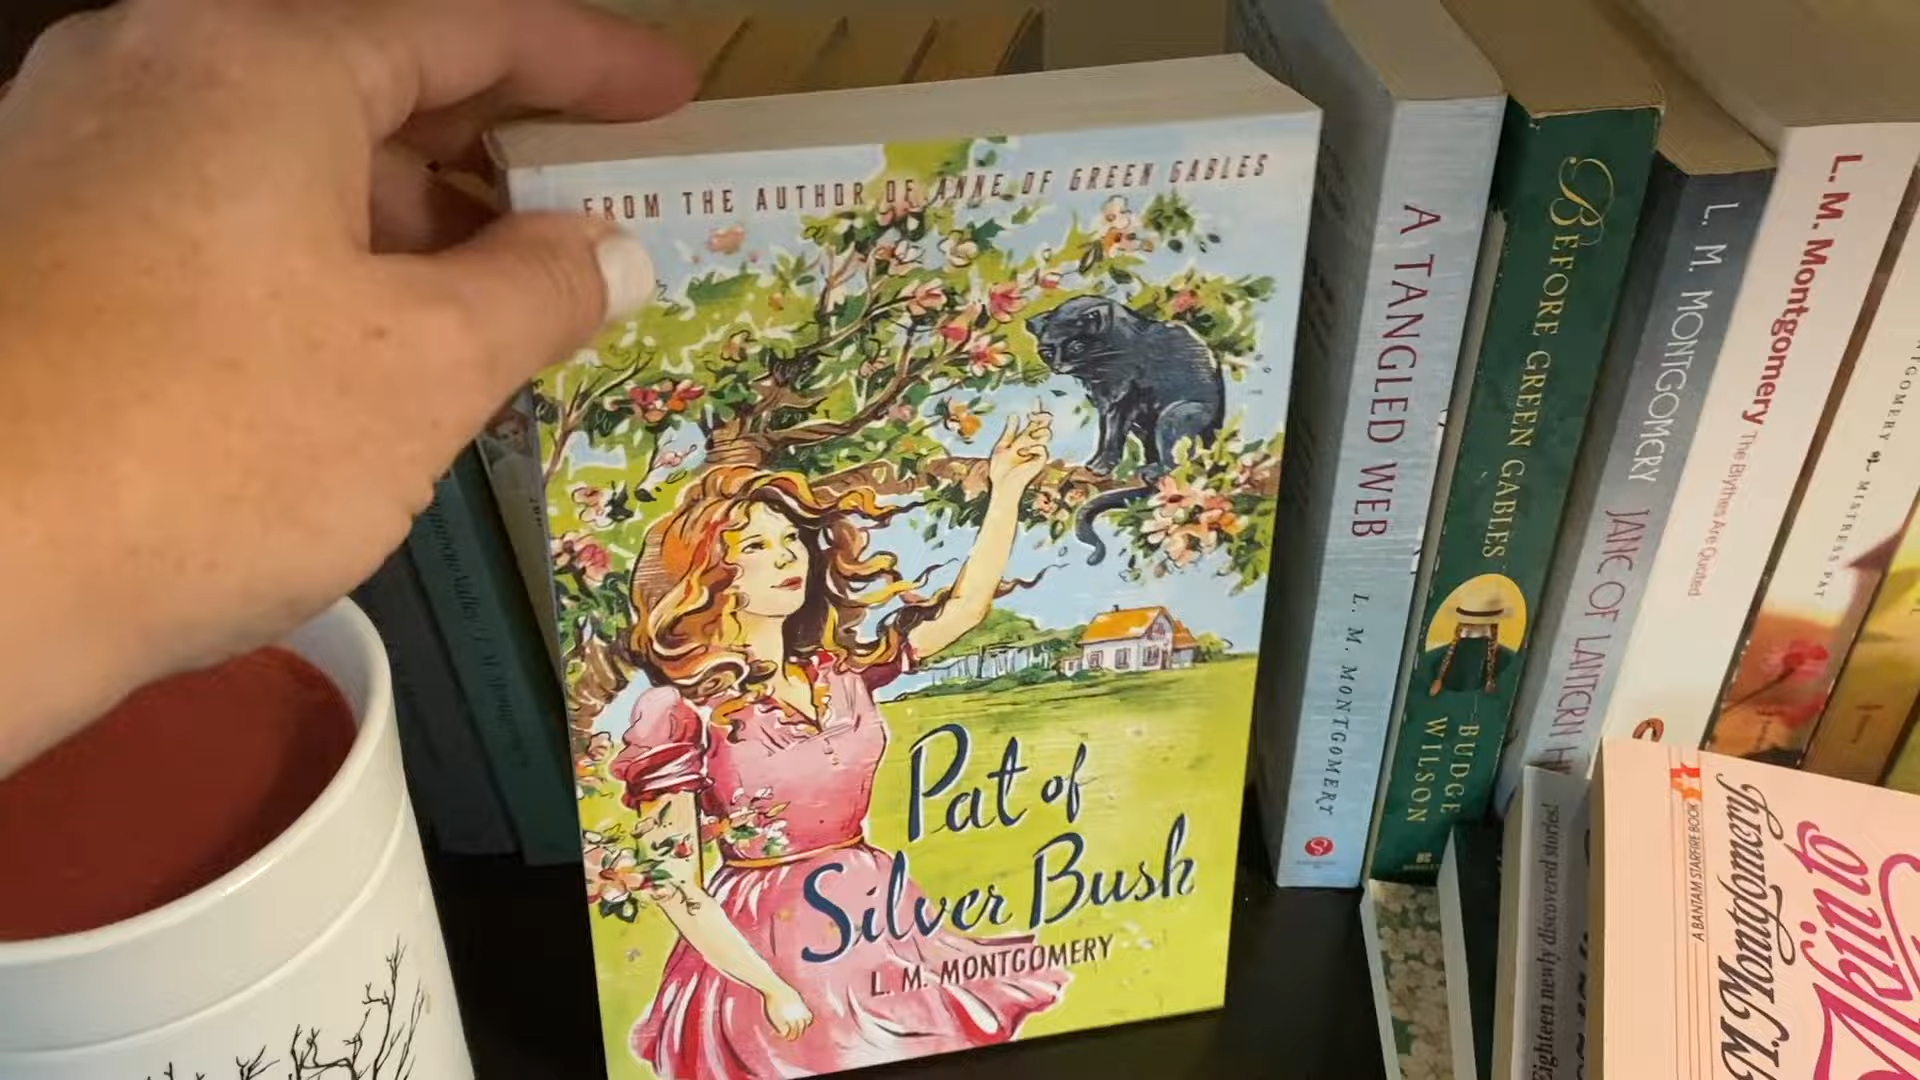 FROM THE AUTHOR OF ANNE OF GREEN GABLES
Pat of
Silver Bush
L. M. MONTGOMERY
A TANGLED WEB
L. M. MONTGOMERY
BEFORE GREEN GABLES
BUDGE
WILSON
L. M. MONTGOMERY JANE OF LANTERN H
L. M. Montgomery The Blythes Are Quoted
MISTRESS PAT
Eighteen newly discovered stories!
A BANTAM STARFIRE BOOK
M. Montgomery
Akin to